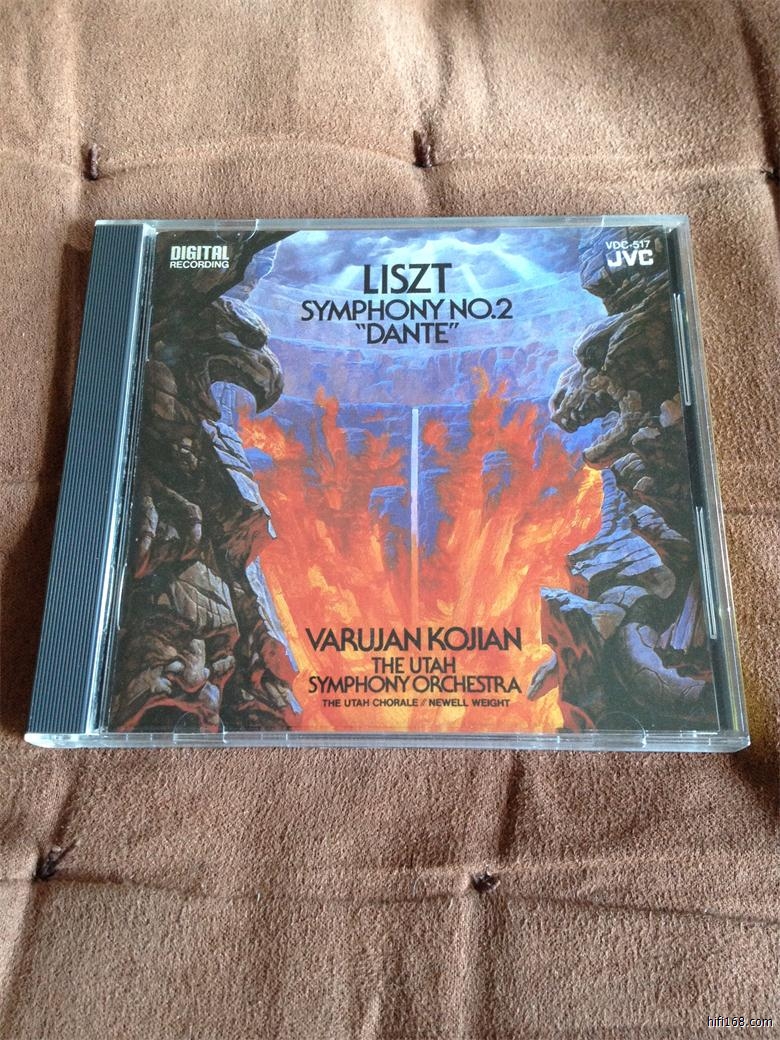 DIGITAL
RECORDING
VDC-517
JVC
LISZT
SYMPHONY NO.2
"DANTE"
VARUJAN KOJIAN
THE UTAH
SYMPHONY ORCHESTRA
THE UTAH CHORALE // NEWELL WEIGHT
hifi168.com